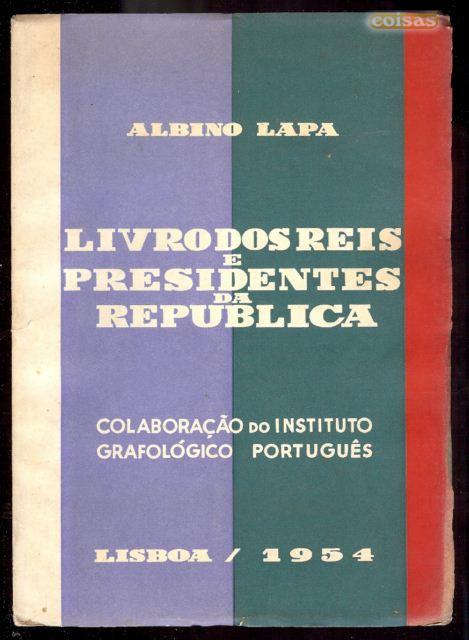 coisas
ALBINO LAPA
LIVRO DOS REIS
E
PRESIDENTES
DA
REPUBLICA
COLABORAÇÃO DO INSTITUTO
GRAFOLÓGICO PORTUGUÊS
LISBOA / 1954